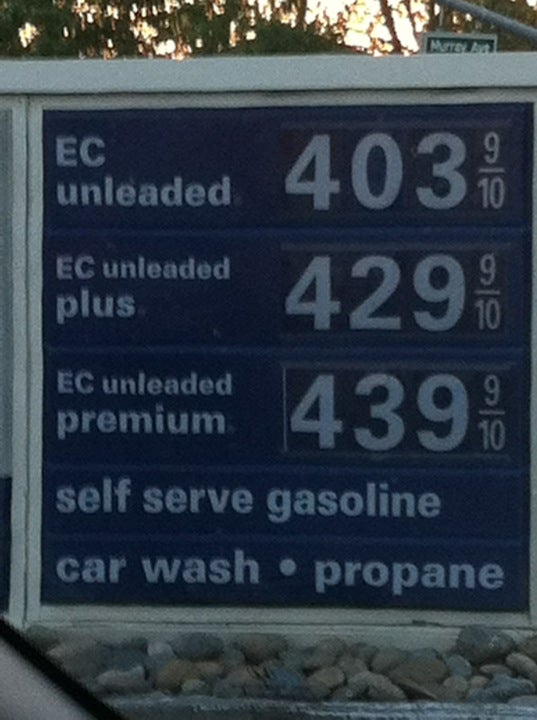 Murray Ave
EC
unleaded
403 9/10
EC unleaded
plus
429 9/10
EC unleaded
premium
439 9/10
self serve gasoline
car wash • propane